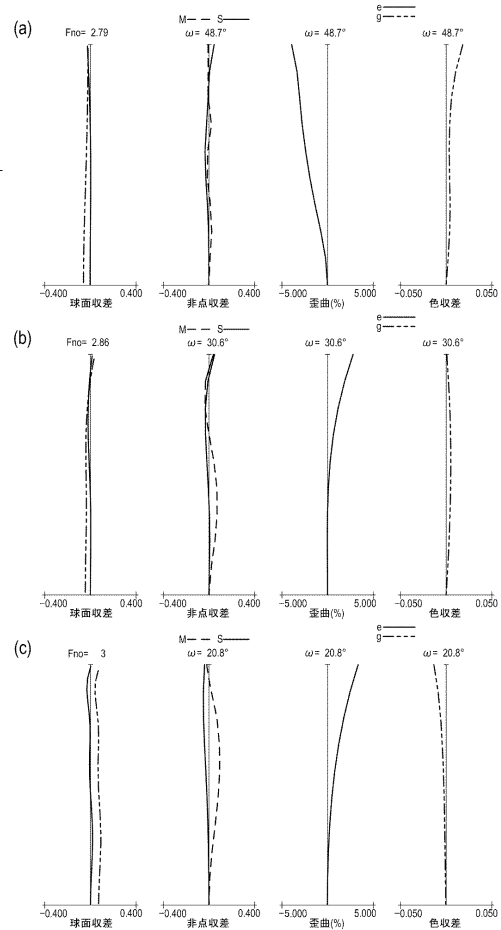 (a)
M — — S——
e——
g-----
Fno= 2.79
ω= 48.7°
ω= 48.7°
ω= 48.7°
−0.400 0.400
−0.400 0.400
−5.000 5.000
−0.050 0.050
球面収差
非点収差
歪曲(%)
色収差
(b)
M — — S——
e——
g-----
Fno= 2.86
ω= 30.6°
ω= 30.6°
ω= 30.6°
−0.400 0.400
−0.400 0.400
−5.000 5.000
−0.050 0.050
球面収差
非点収差
歪曲(%)
色収差
(c)
M — — S——
e——
g-----
Fno= 3
ω= 20.8°
ω= 20.8°
ω= 20.8°
−0.400 0.400
−0.400 0.400
−5.000 5.000
−0.050 0.050
球面収差
非点収差
歪曲(%)
色収差